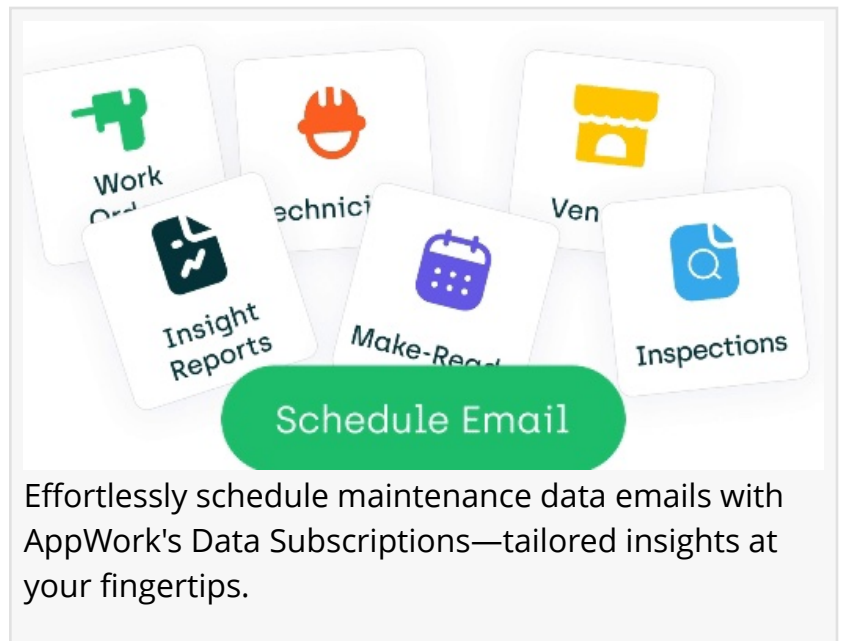 Work
Ven
Insight
Reports
Inspections
Schedule Email
Effortlessly schedule maintenance data emails with
AppWork's Data Subscriptions—tailored insights at
your fingertips.